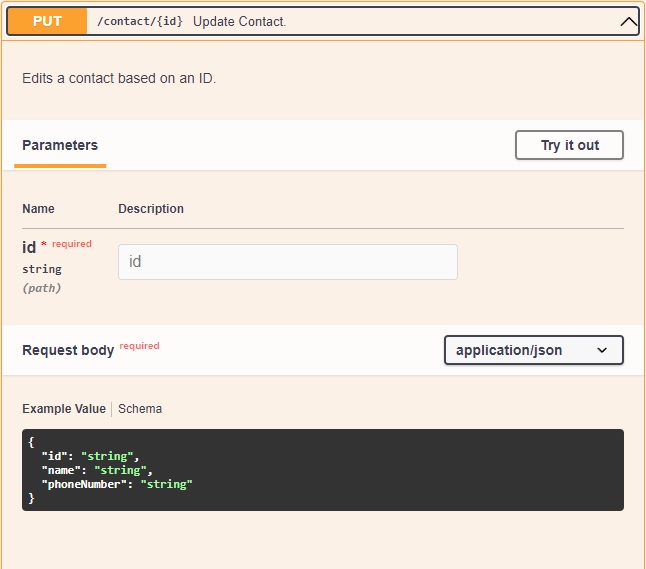 PUT /contact/{id} Update Contact.
Edits a contact based on an ID.
Parameters Try it out
Name Description
id * required id
string
(path)
Request body required application/json
Example Value Schema
{
  "id": "string",
  "name": "string",
  "phoneNumber": "string"
}